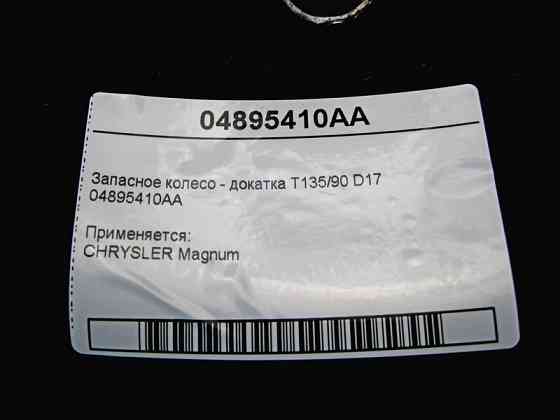 04895410AA
Запасное колесо - докатка T135/90 D17
04895410AA
Применяется:
CHRYSLER Magnum